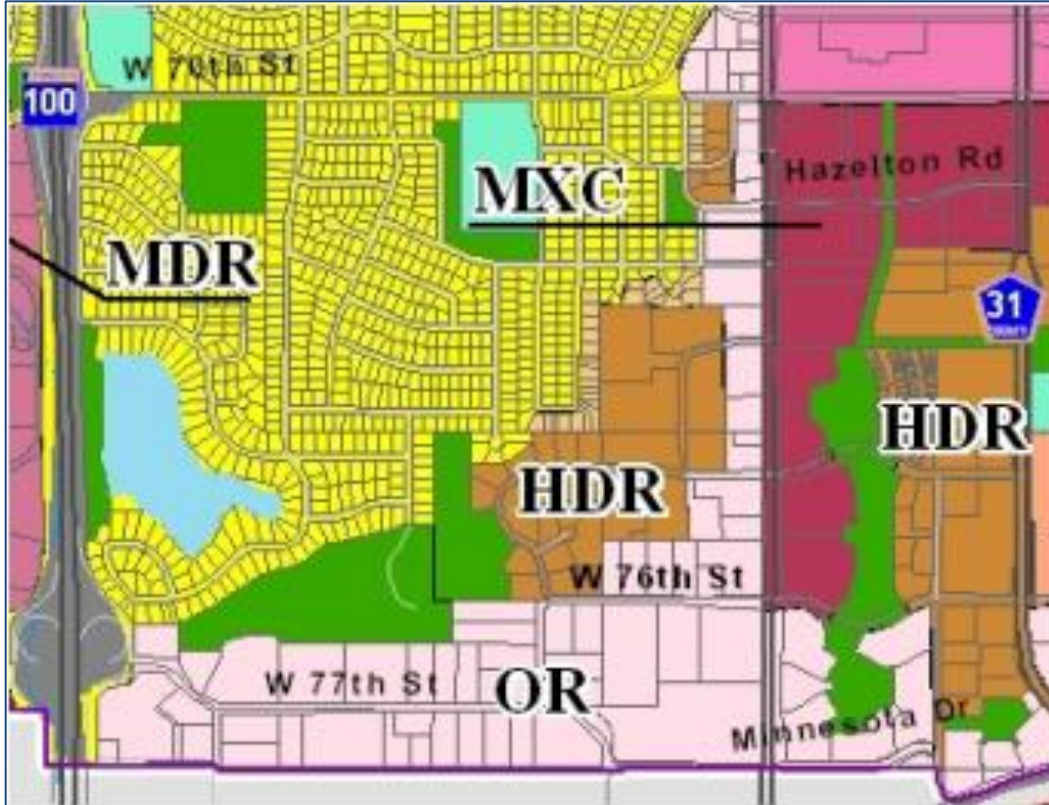 W 70th St
100
MXC
Hazelton Rd
MDR
31
HDR
HDR
W 76th St
W 77th St
OR
Minnesota Dr